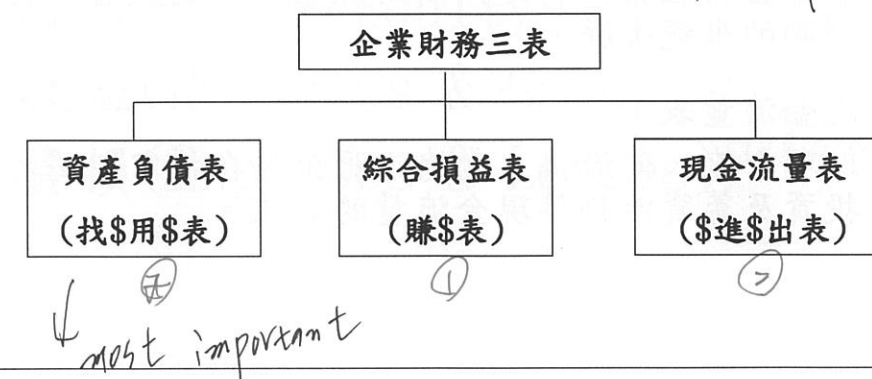 企業財務三表
資產負債表
(找$用$表)
綜合損益表
(賺$表)
現金流量表
($進$出表)
①
②
most important